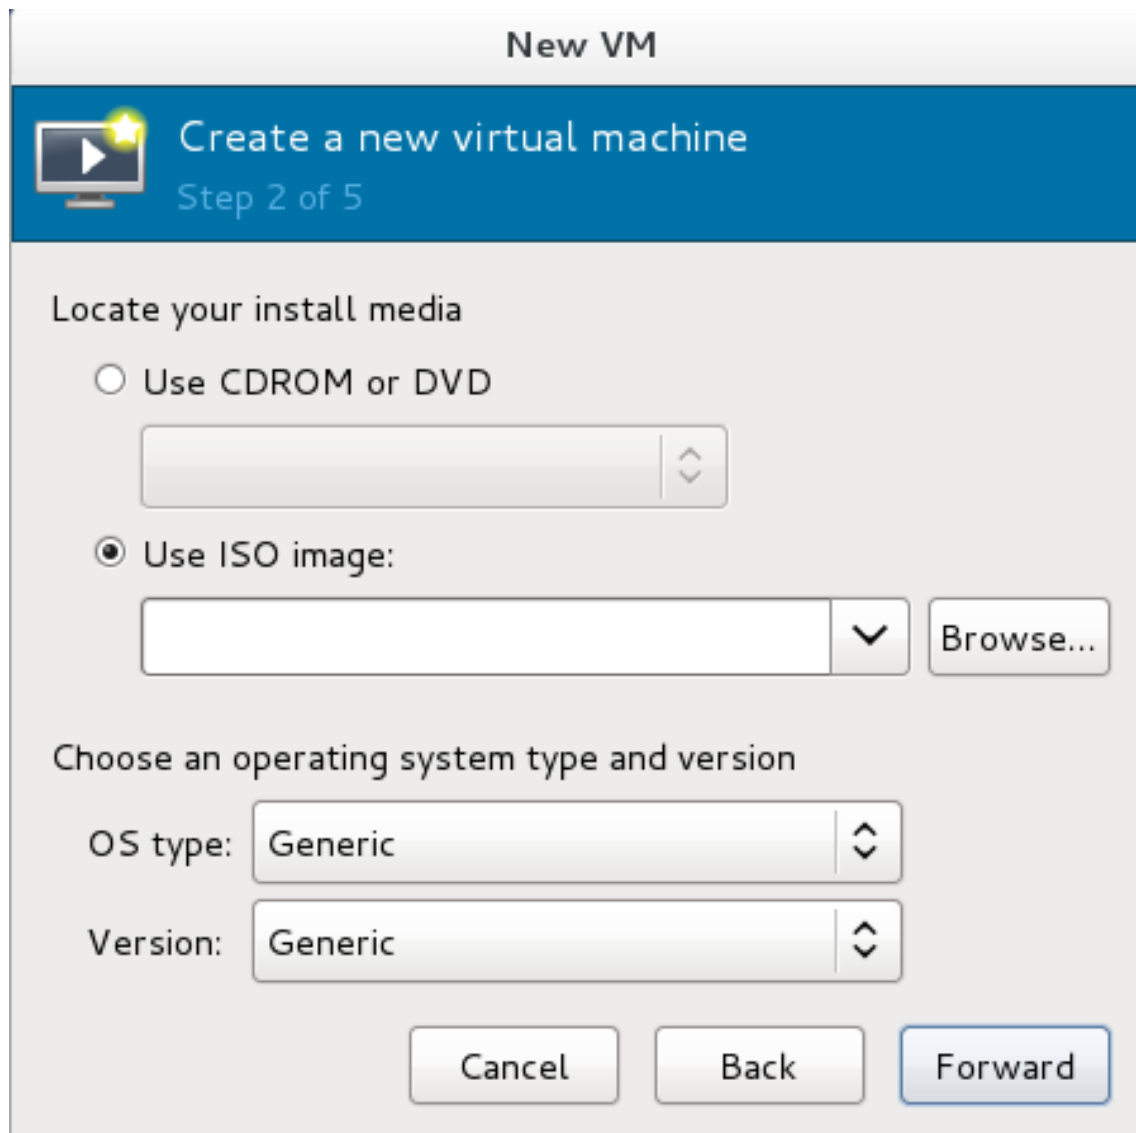 New VM
Create a new virtual machine
Step 2 of 5
Locate your install media
Use CDROM or DVD
Use ISO image:
Browse...
Choose an operating system type and version
OS type: Generic
Version: Generic
Cancel Back Forward